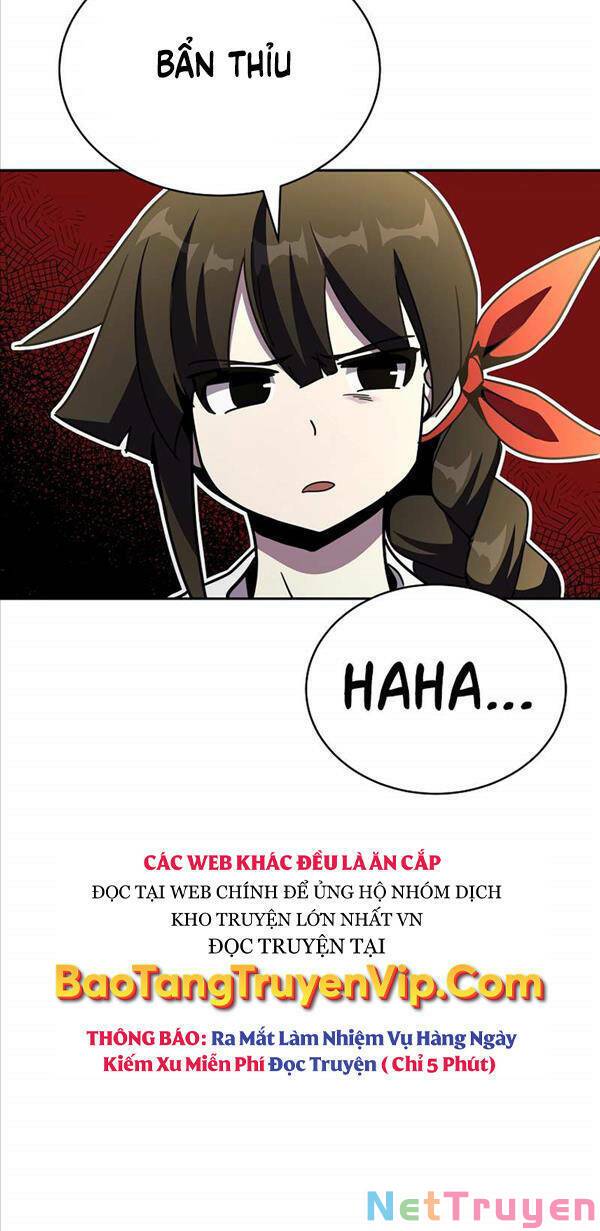 BẨN THỈU
HAHA...
CÁC WEB KHÁC ĐỀU LÀ ĂN CẮP
ĐỌC TẠI WEB CHÍNH ĐỂ ỦNG HỘ NHÓM DỊCH
KHO TRUYỆN LỚN NHẤT VN
ĐỌC TRUYỆN TẠI
BaoTangTruyenVip.Com
THÔNG BÁO: Ra Mắt Làm Nhiệm Vụ Hàng Ngày
Kiếm Xu Miễn Phí Đọc Truyện ( Chỉ 5 Phút)
NetTruyen